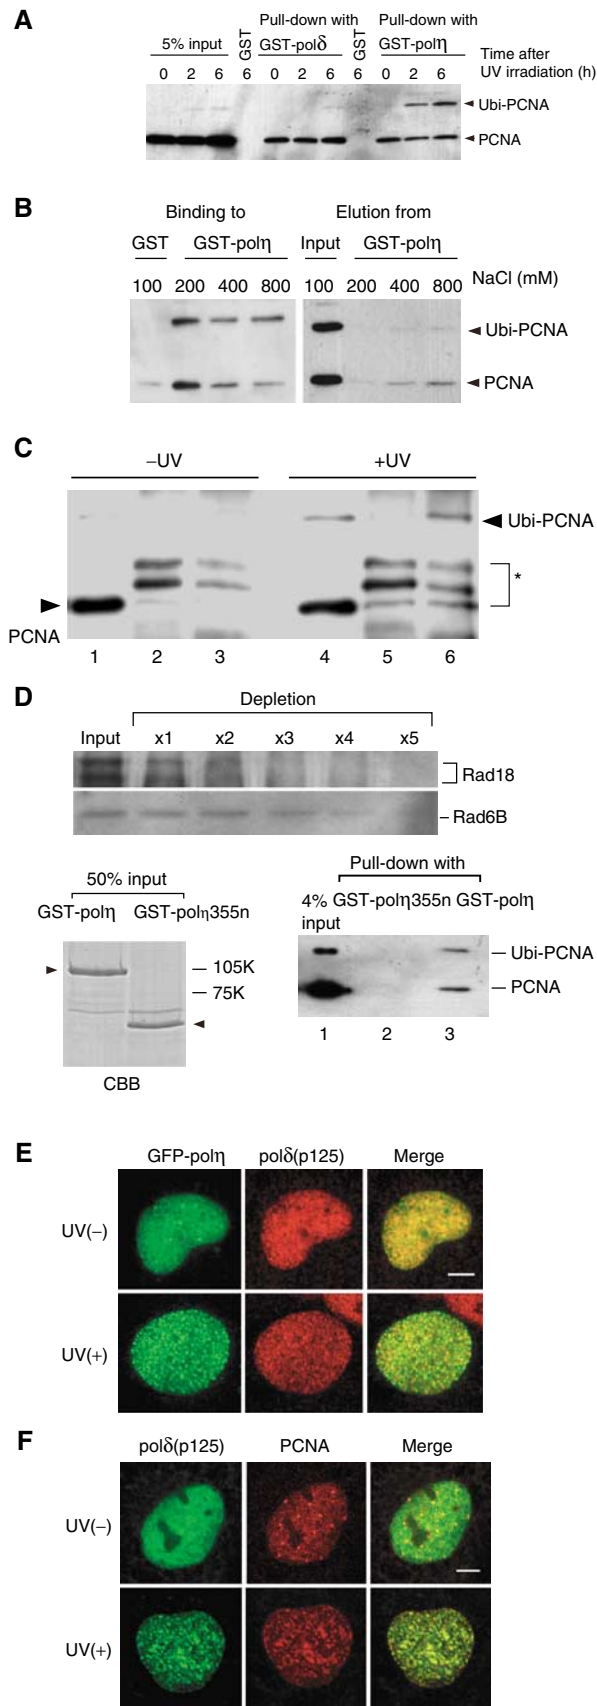 A
5% input
GST
Pull-down with
GST-polδ
GST
Pull-down with
GST-polη
Time after
UV irradiation (h)
0 2 6 6 0 2 6 6 0 2 6
Ubi-PCNA
PCNA
B
Binding to
Elution from
GST GST-polη Input GST-polη
NaCl (mM)
100 200 400 800 100 200 400 800
Ubi-PCNA
PCNA
C
–UV +UV
Ubi-PCNA
*
PCNA
1 2 3 4 5 6
D
Depletion
Input x1 x2 x3 x4 x5
Rad18
Rad6B
50% input
GST-polη GST-polη355n
105K
75K
CBB
Pull-down with
4% GST-polη355n GST-polη
input
Ubi-PCNA
PCNA
1 2 3
E
GFP-polη polδ(p125) Merge
UV(–)
UV(+)
F
polδ(p125) PCNA Merge
UV(–)
UV(+)